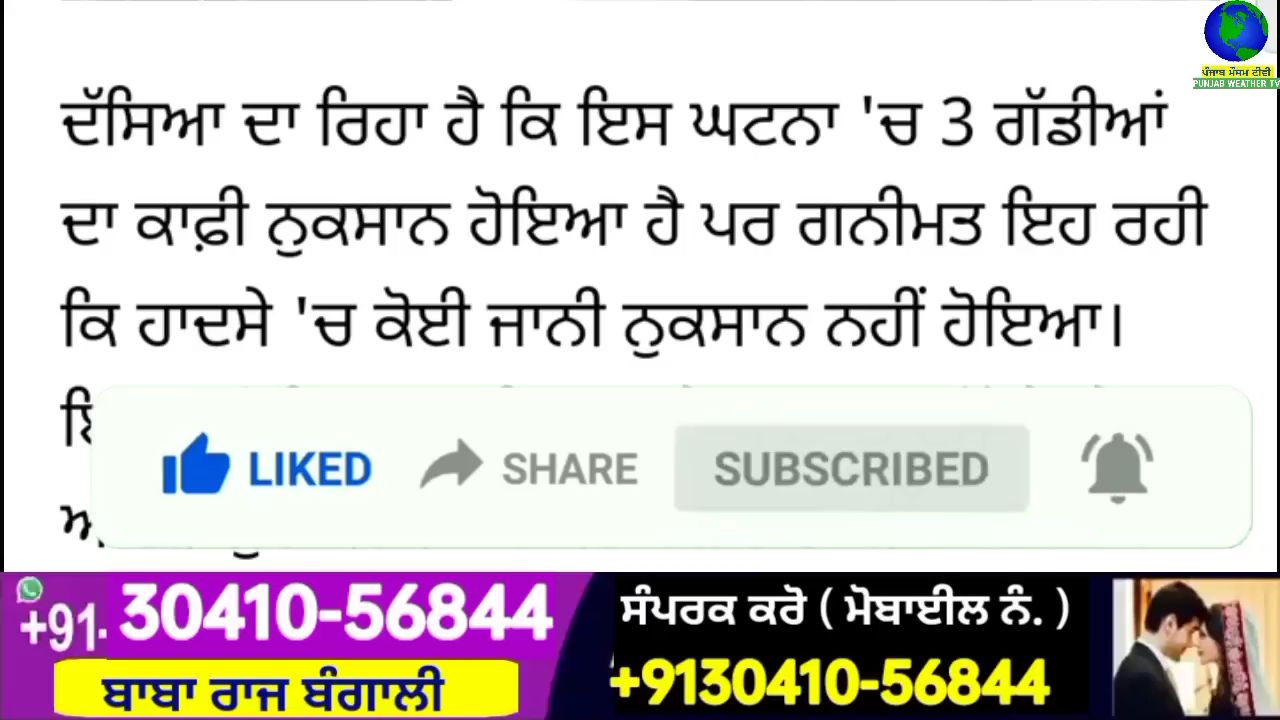 ਪੰਜਾਬ ਮੌਸਮ ਟੀਵੀ
PUNJAB WEATHER TV
ਦੱਸਿਆ ਦਾ ਰਿਹਾ ਹੈ ਕਿ ਇਸ ਘਟਨਾ 'ਚ 3 ਗੱਡੀਆਂ
ਦਾ ਕਾਫ਼ੀ ਨੁਕਸਾਨ ਹੋਇਆ ਹੈ ਪਰ ਗਨੀਮਤ ਇਹ ਰਹੀ
ਕਿ ਹਾਦਸੇ 'ਚ ਕੋਈ ਜਾਨੀ ਨੁਕਸਾਨ ਨਹੀਂ ਹੋਇਆ।
LIKED SHARE SUBSCRIBED
+91- 30410-56844
ਬਾਬਾ ਰਾਜ ਬੰਗਾਲੀ
ਸੰਪਰਕ ਕਰੋ ( ਮੋਬਾਈਲ ਨੰ. )
+9130410-56844